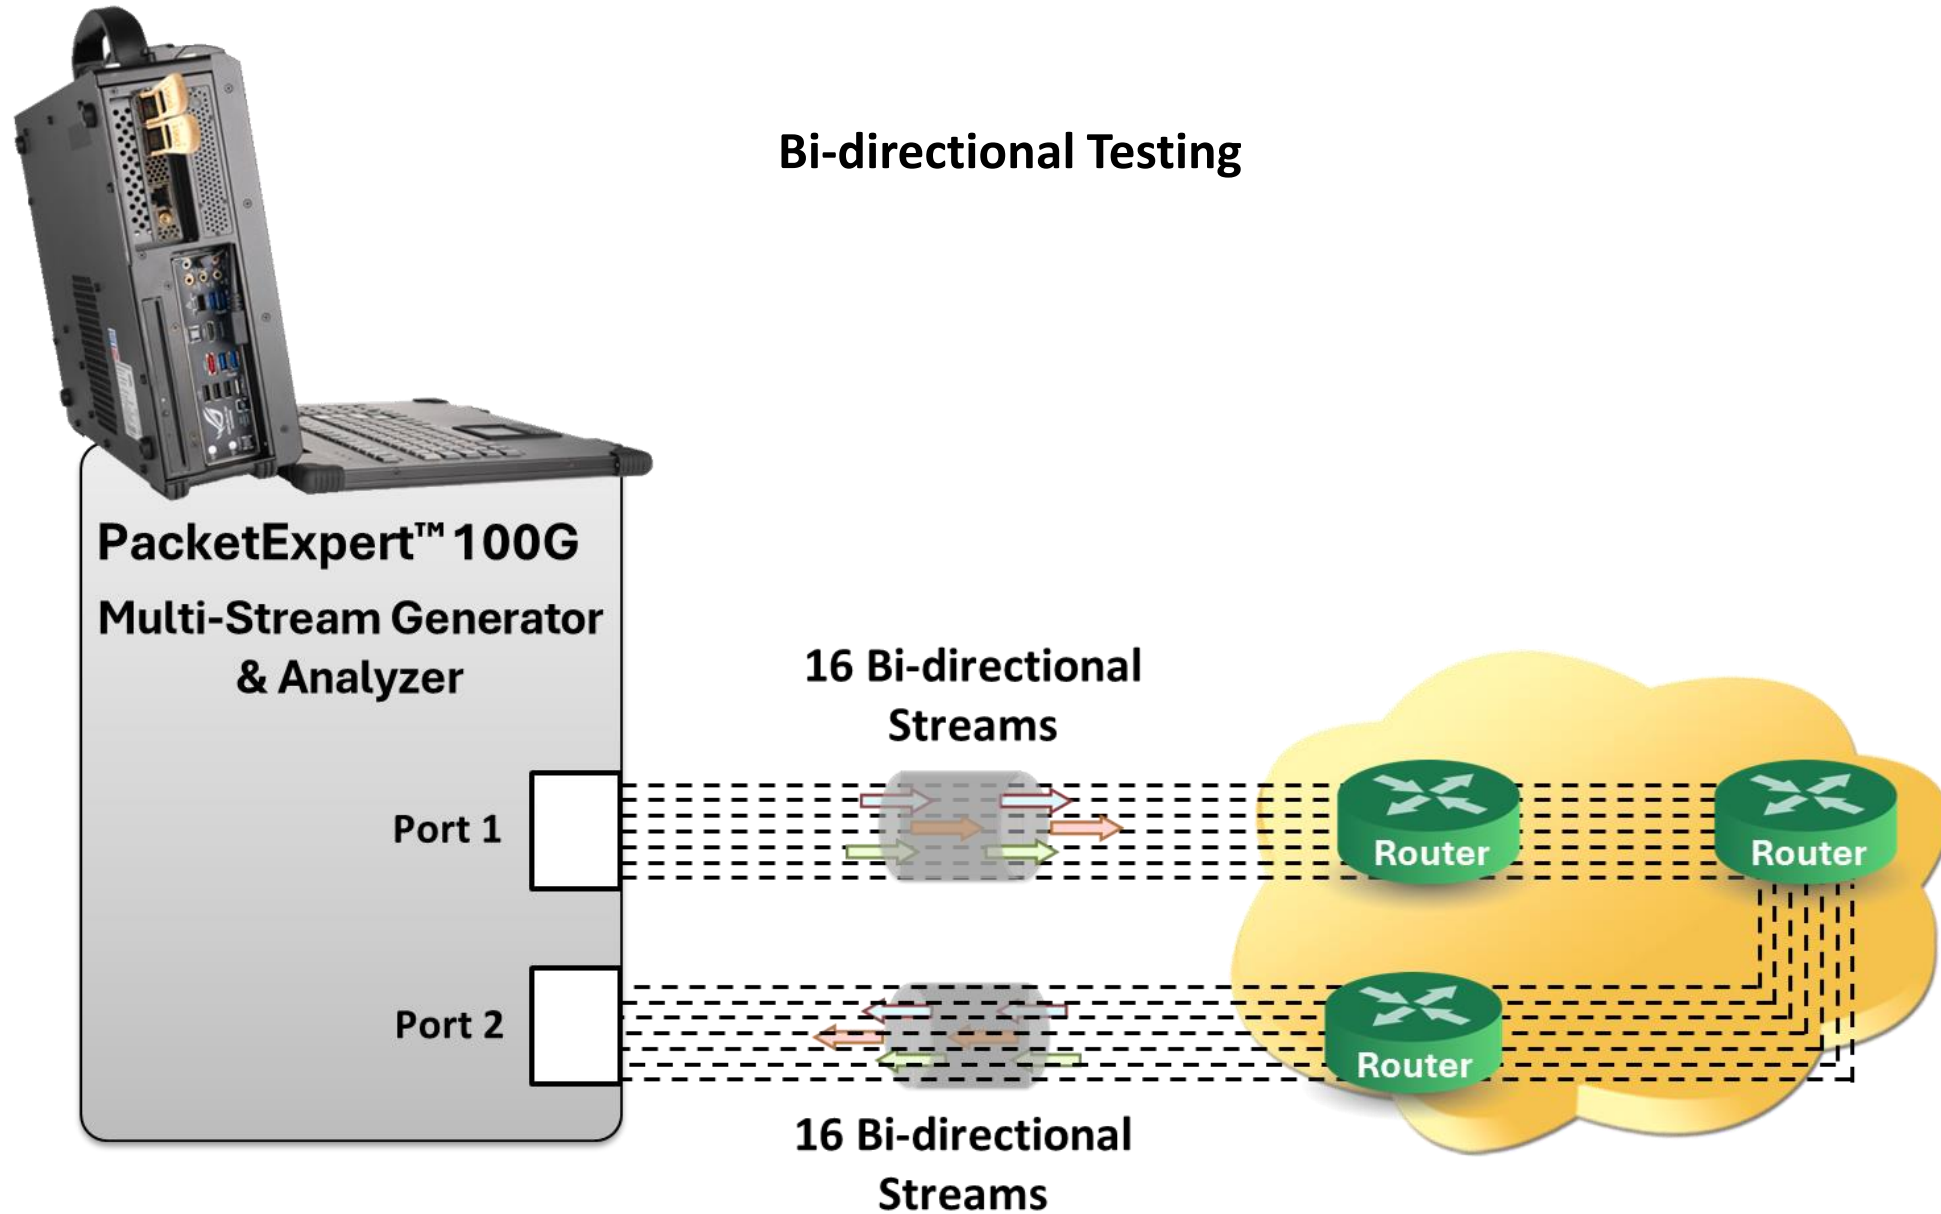 Bi-directional Testing
PacketExpert™ 100G
Multi-Stream Generator
& Analyzer
16 Bi-directional
Streams
Port 1
Router
Router
Port 2
Router
16 Bi-directional
Streams